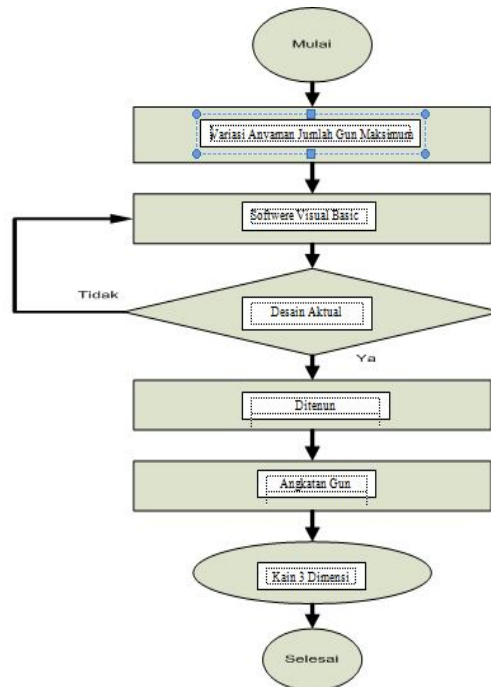 Mulai
Variasi Anyaman Jumlah Gun Maksimum
Softwere Visual Basic
Tidak
Desain Aktual
Ya
Ditenun
Angkatan Gun
Kain 3 Dimensi
Selesai